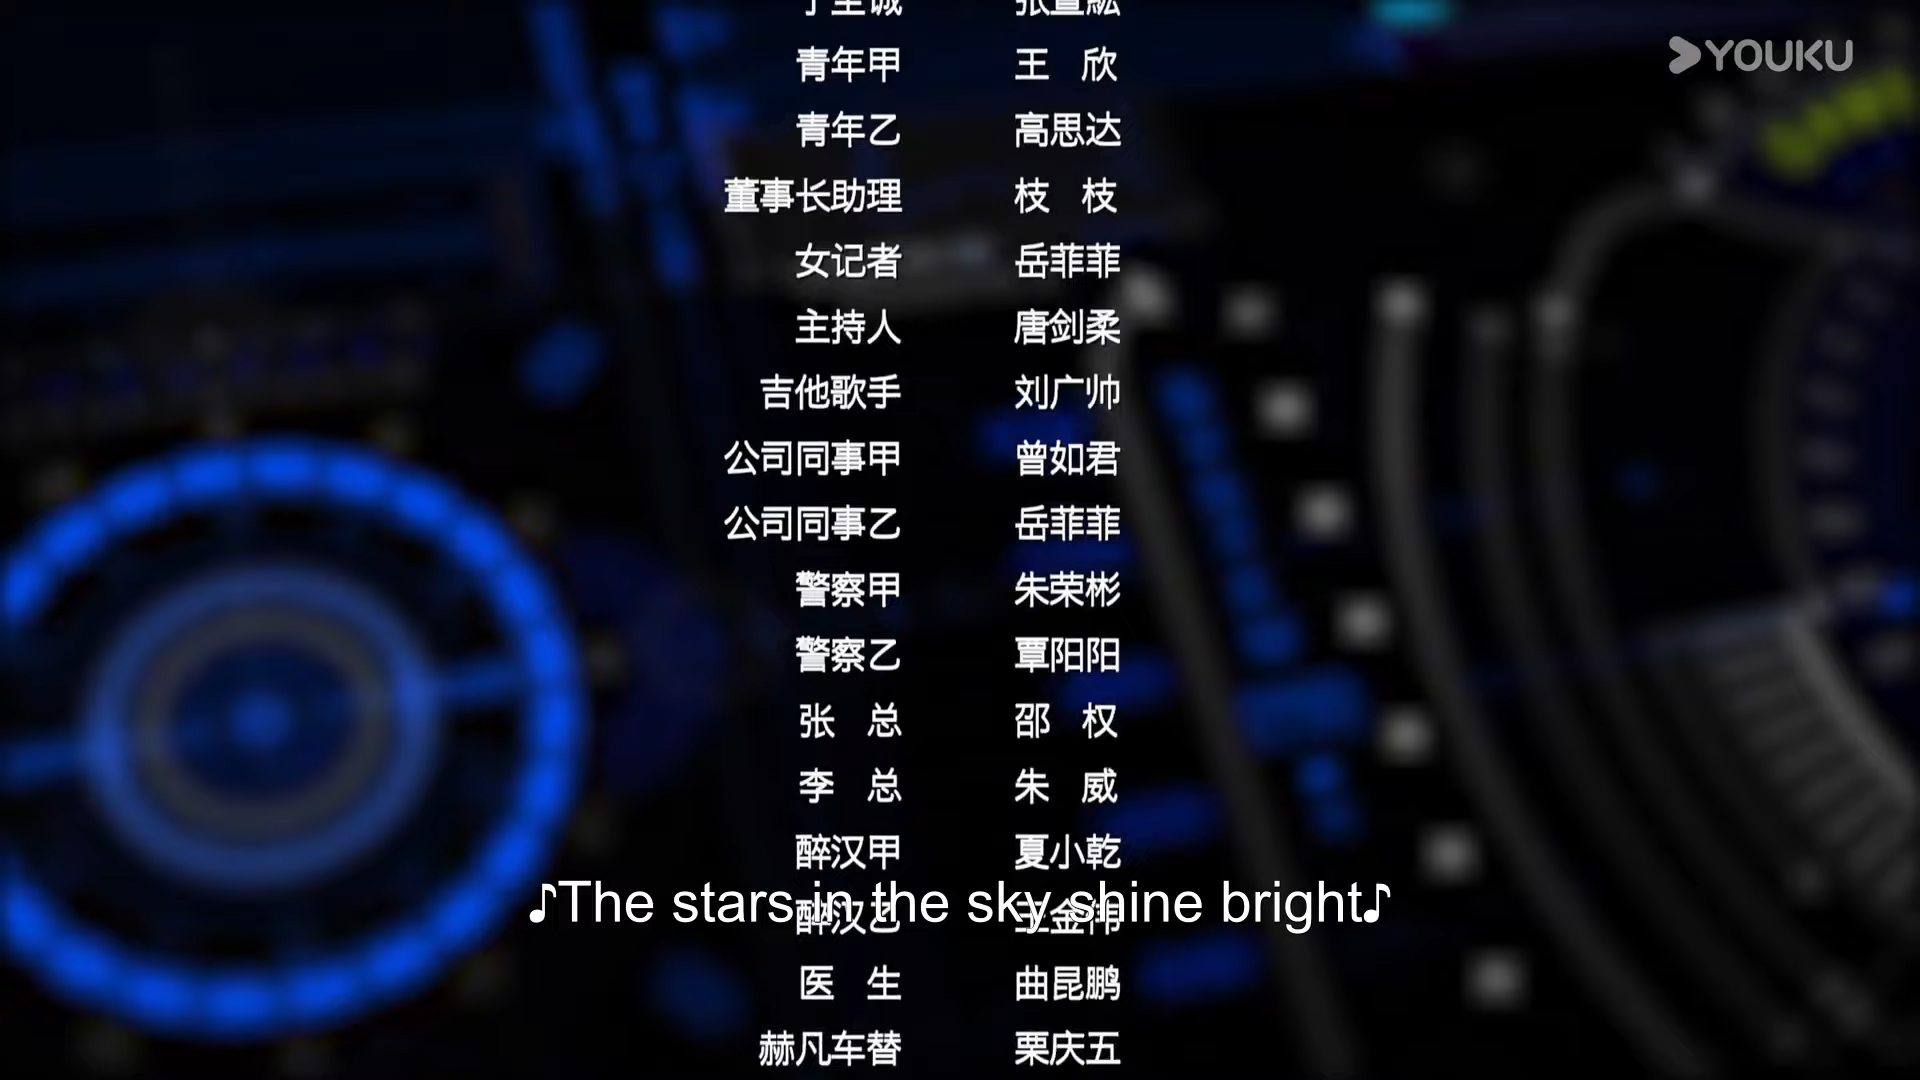 YOUKU
青年甲 王 欣
青年乙 高思达
董事长助理 枝 枝
女记者 岳菲菲
主持人 唐剑柔
吉他歌手 刘广帅
公司同事甲 曾如君
公司同事乙 岳菲菲
警察甲 朱荣彬
警察乙 覃阳阳
张 总 邵 权
李 总 朱 威
醉汉甲 夏小乾
♪The stars in the sky shine bright♪
醉汉乙 金伟
医 生 曲昆鹏
赫凡车替 栗庆五